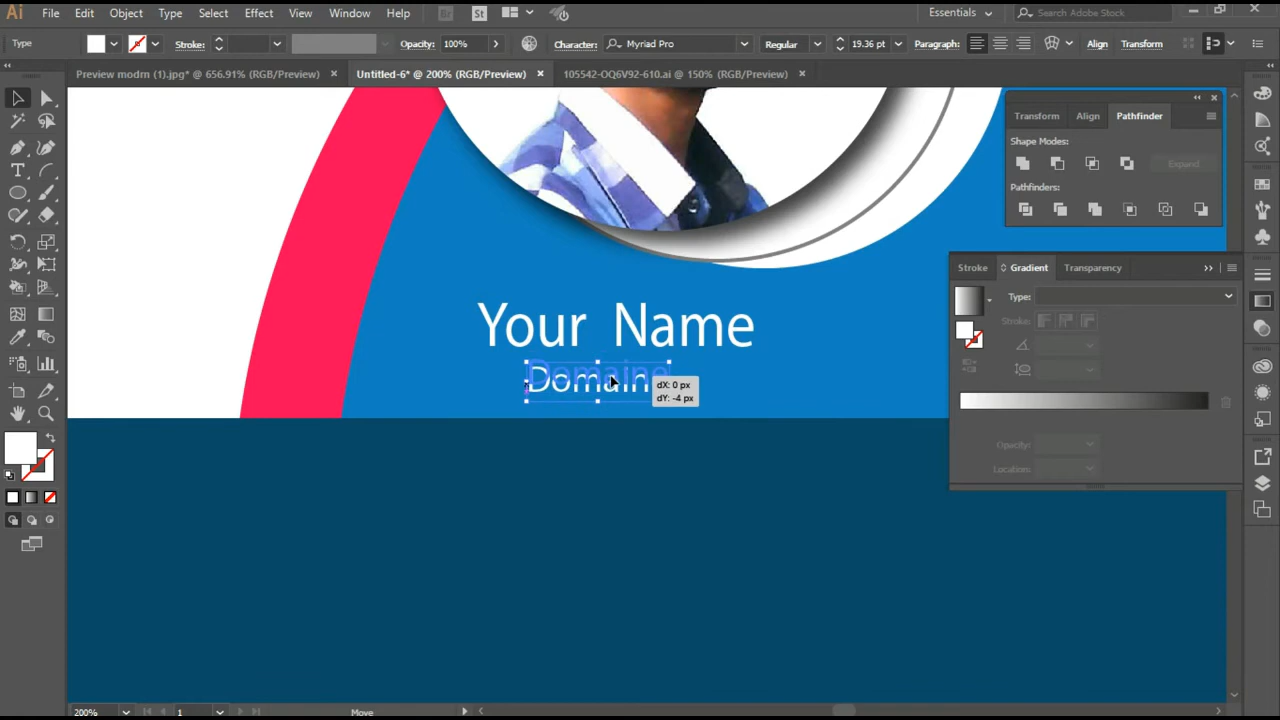 Ai File Edit Object Type Select Effect View Window Help Br St Essentials Search Adobe Stock
Type Stroke: Opacity: 100% Character: Myriad Pro Regular 19.36 pt Paragraph: Align Transform
Preview modm (1).jpg* @ 656.91% (RGB/Preview) × Untitled-6* @ 200% (RGB/Preview) × 105542-OQ6V92-610.ai @ 150% (RGB/Preview) ×
Transform Align Pathfinder
Shape Modes:
Expand
Pathfinders:
Stroke Gradient Transparency
Type:
Stroke:
Opacity:
Location:
Your Name
Domaine
dX: 0 px
dY: -4 px
200% 1 Move